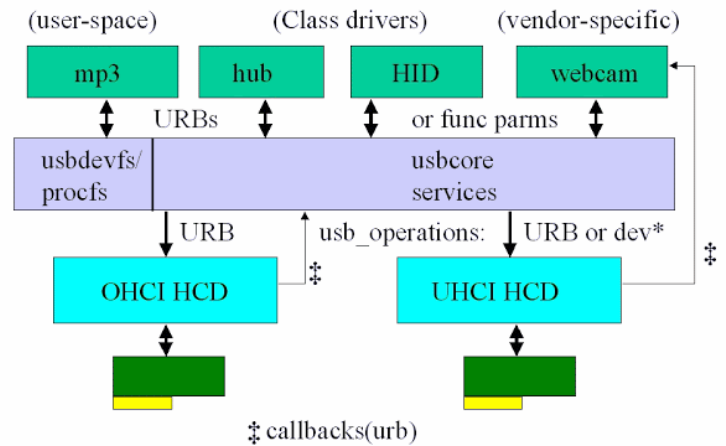 (user-space) (Class drivers) (vendor-specific)
mp3 hub HID webcam
URBs or func parms
usbdevfs/ usbcore
procfs services
URB usb_operations: URB or dev*
‡ ‡
OHCI HCD UHCI HCD
‡ callbacks(urb)